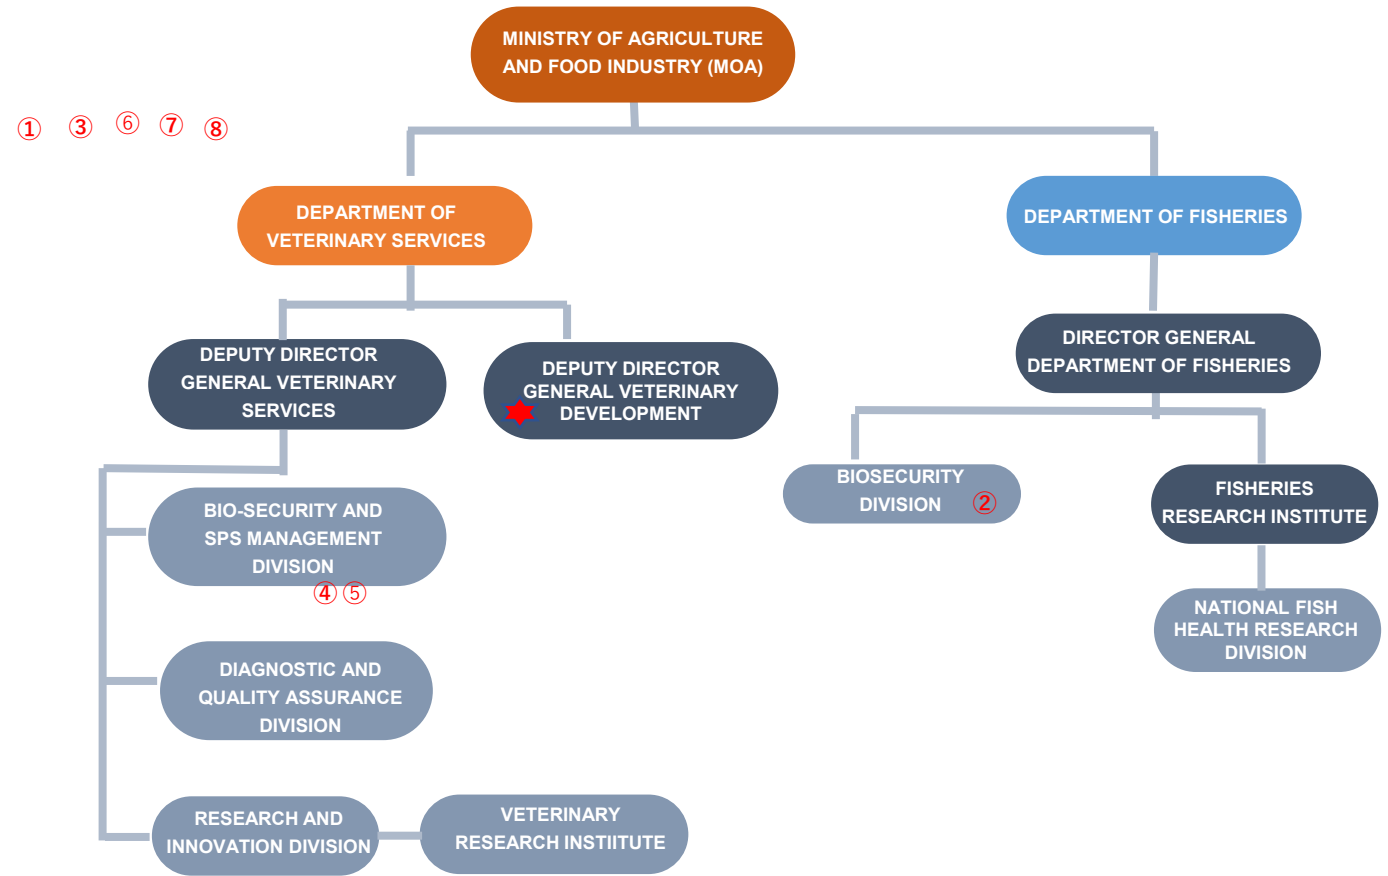 MINISTRY OF AGRICULTURE
AND FOOD INDUSTRY (MOA)
① ③ ⑥ ⑦ ⑧
DEPARTMENT OF
VETERINARY SERVICES
DEPARTMENT OF FISHERIES
DEPUTY DIRECTOR
GENERAL VETERINARY
SERVICES
DEPUTY DIRECTOR
GENERAL VETERINARY
DEVELOPMENT
DIRECTOR GENERAL
DEPARTMENT OF FISHERIES
BIO-SECURITY AND
SPS MANAGEMENT
DIVISION
④ ⑤
BIOSECURITY
DIVISION ②
FISHERIES
RESEARCH INSTITUTE
NATIONAL FISH
HEALTH RESEARCH
DIVISION
DIAGNOSTIC AND
QUALITY ASSURANCE
DIVISION
RESEARCH AND
INNOVATION DIVISION
VETERINARY
RESEARCH INSTIITUTE